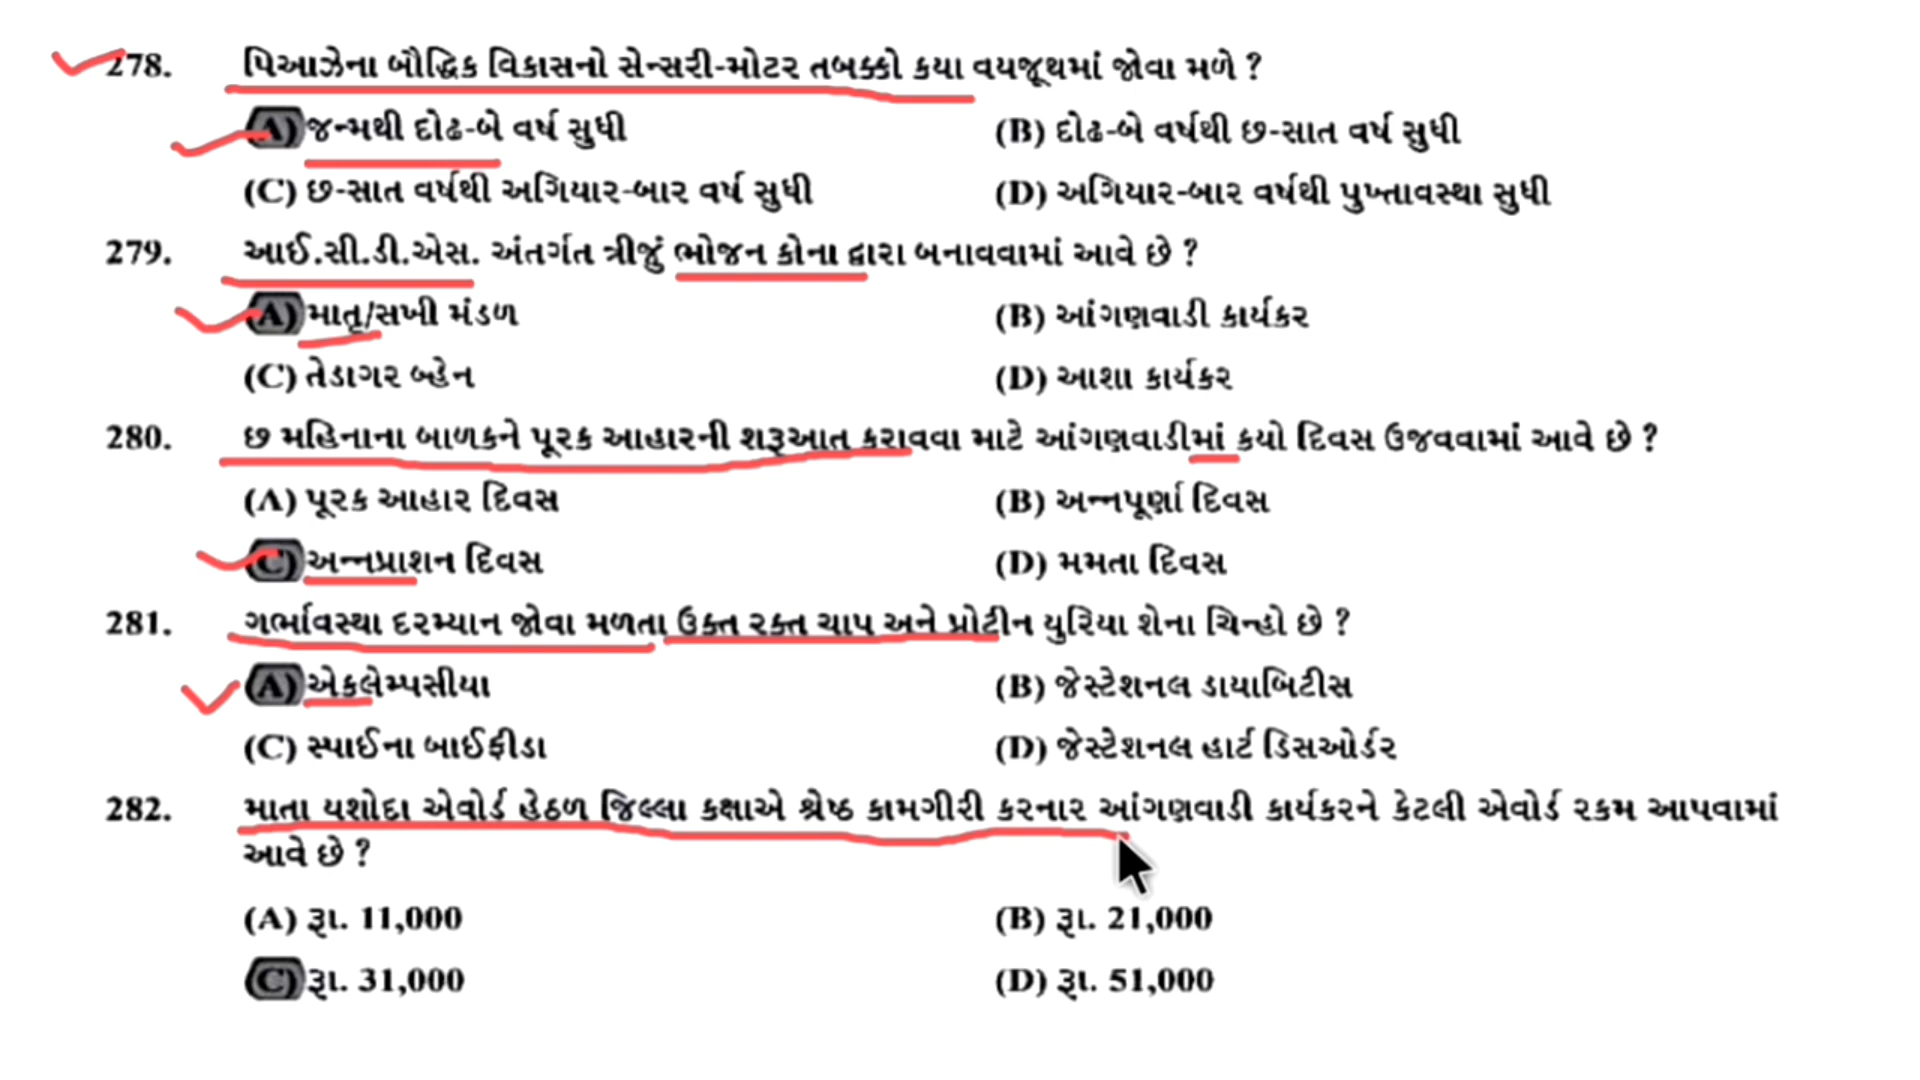 278. પિઆઝેના બૌદ્ધિક વિકાસનો સેન્સરી-મોટર તબક્કો કયા વયજૂથમાં જોવા મળે ?
(A) જન્મથી દોઢ-બે વર્ષ સુધી (B) દોઢ-બે વર્ષથી છ-સાત વર્ષ સુધી
(C) છ-સાત વર્ષથી અગિયાર-બાર વર્ષ સુધી (D) અગિયાર-બાર વર્ષથી પુખ્તાવસ્થા સુધી
279. આઈ.સી.ડી.એસ. અંતર્ગત ત્રીજું ભોજન કોના દ્વારા બનાવવામાં આવે છે ?
(A) માતૃ/સખી મંડળ (B) આંગણવાડી કાર્યકર
(C) તેડાગર બ્હેન (D) આશા કાર્યકર
280. છ મહિનાના બાળકને પૂરક આહારની શરૂઆત કરાવવા માટે આંગણવાડીમાં કયો દિવસ ઉજવવામાં આવે છે ?
(A) પૂરક આહાર દિવસ (B) અન્નપૂર્ણા દિવસ
(C) અન્નપ્રાશન દિવસ (D) મમતા દિવસ
281. ગર્ભાવસ્થા દરમ્યાન જોવા મળતા ઉક્ત રક્ત ચાપ અને પ્રોટીન યુરિયા શેના ચિન્હો છે ?
(A) એકલેમ્પસીયા (B) જેસ્ટેશનલ ડાયાબિટીસ
(C) સ્પાઈના બાઈફીડા (D) જેસ્ટેશનલ હાર્ટ ડિસઓર્ડર
282. માતા યશોદા એવોર્ડ હેઠળ જિલ્લા કક્ષાએ શ્રેષ્ઠ કામગીરી કરનાર આંગણવાડી કાર્યકરને કેટલી એવોર્ડ રકમ આપવામાં
આવે છે ?
(A) રૂા. 11,000 (B) રૂા. 21,000
(C) રૂા. 31,000 (D) રૂા. 51,000